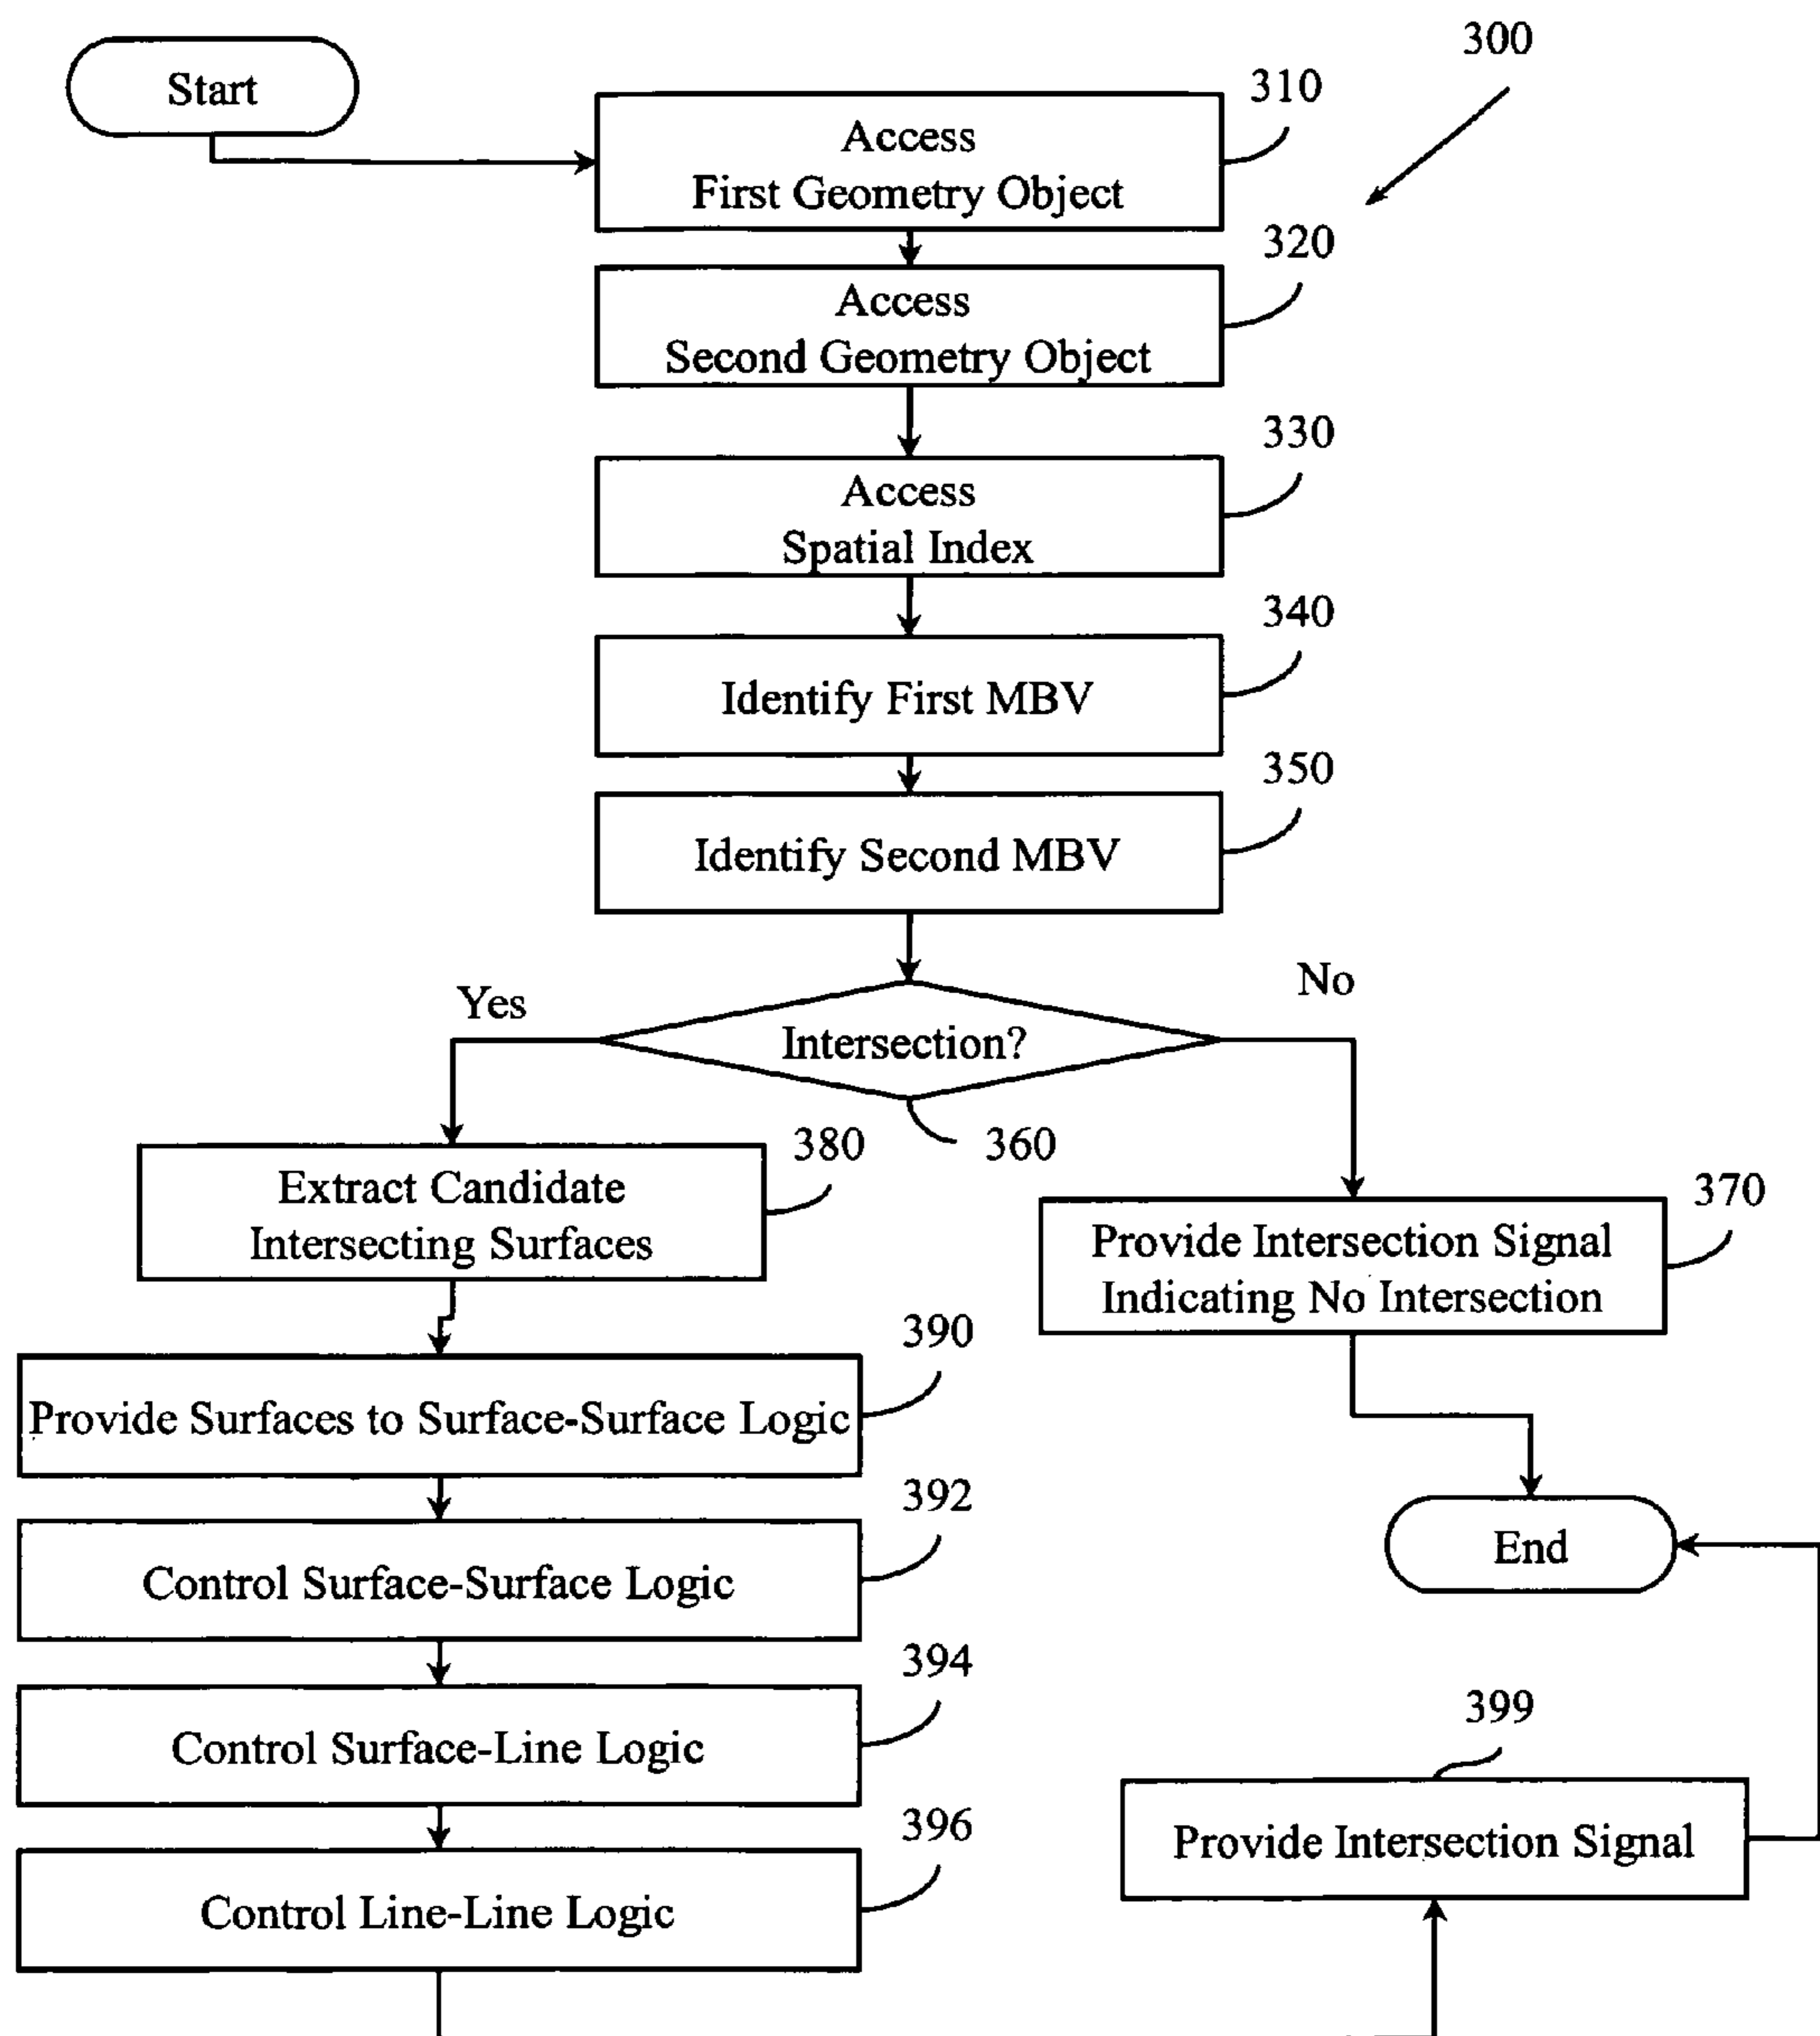 300
Start
310
Access
First Geometry Object
320
Access
Second Geometry Object
330
Access
Spatial Index
340
Identify First MBV
350
Identify Second MBV
Yes
No
Intersection?
360
380
Extract Candidate
Intersecting Surfaces
370
Provide Intersection Signal
Indicating No Intersection
390
Provide Surfaces to Surface-Surface Logic
392
Control Surface-Surface Logic
End
394
Control Surface-Line Logic
399
Provide Intersection Signal
396
Control Line-Line Logic